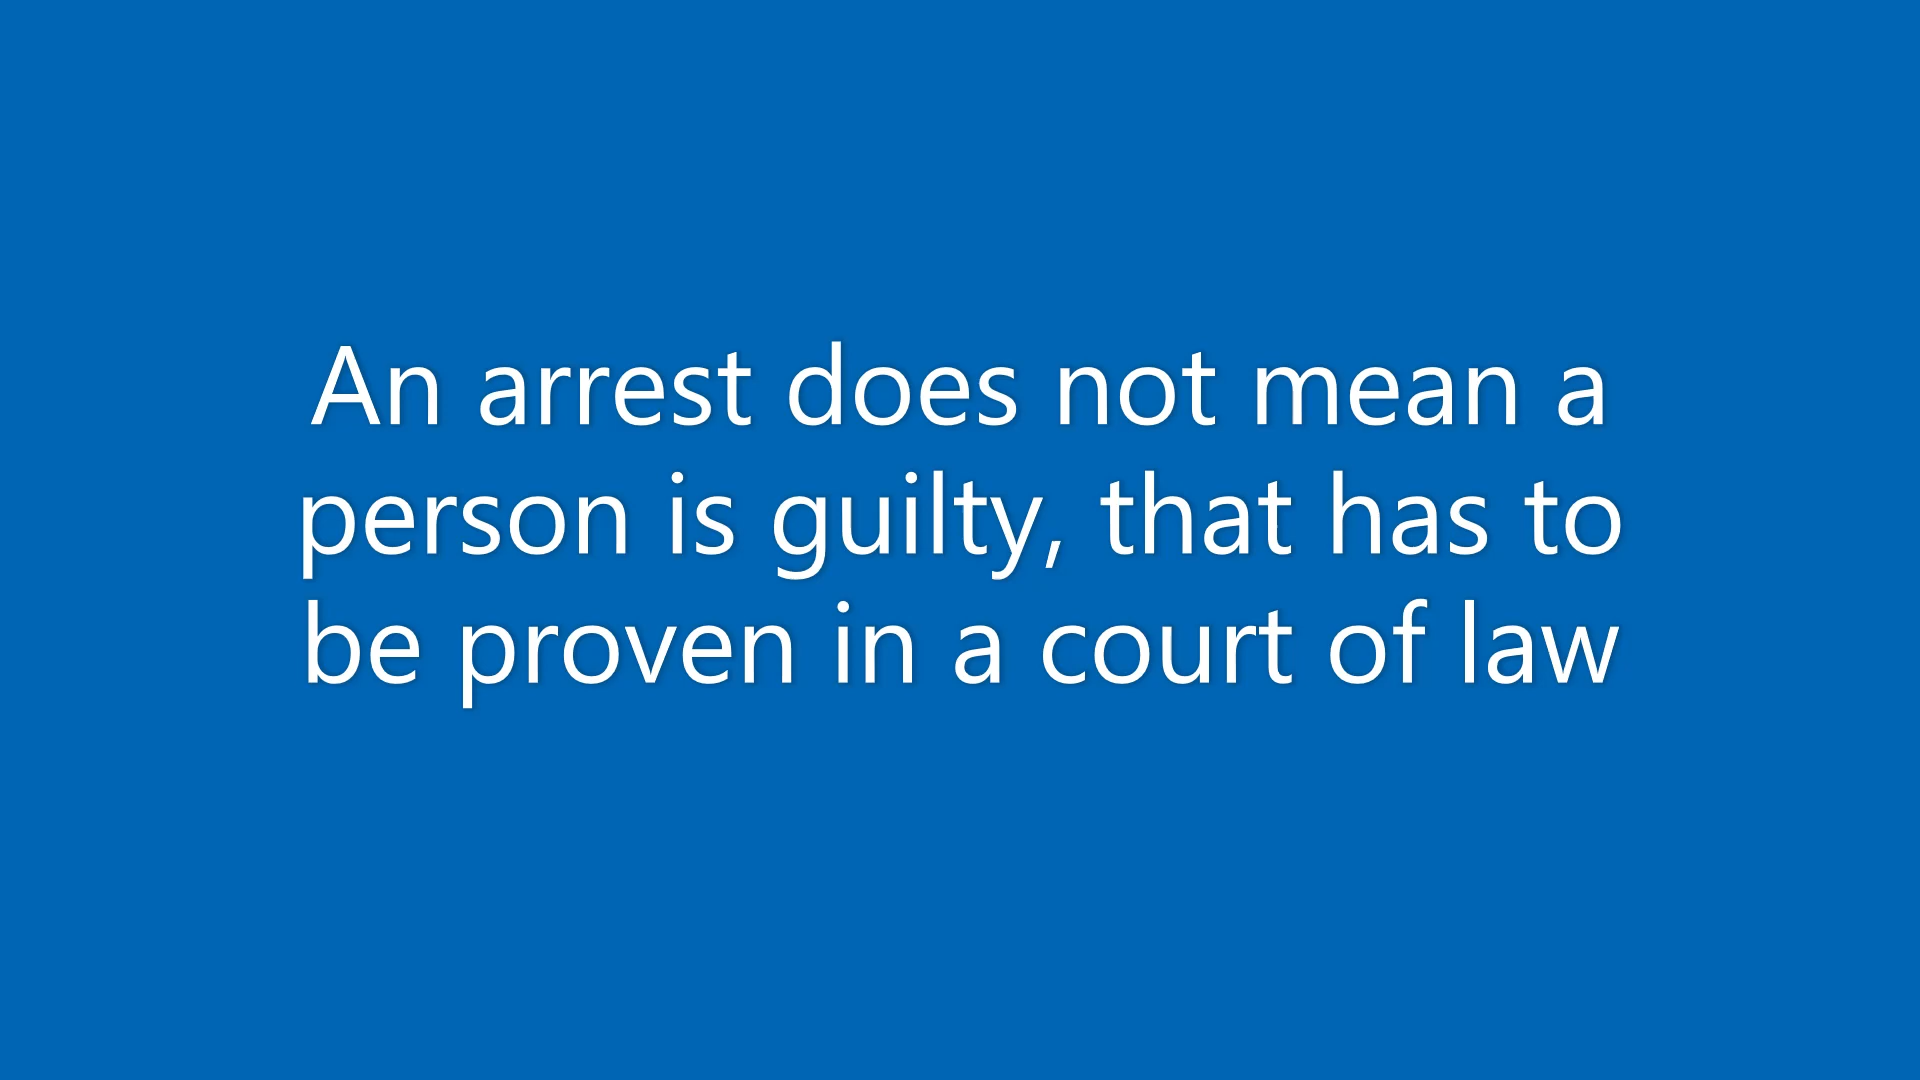 An arrest does not mean a
person is guilty, that has to
be proven in a court of law